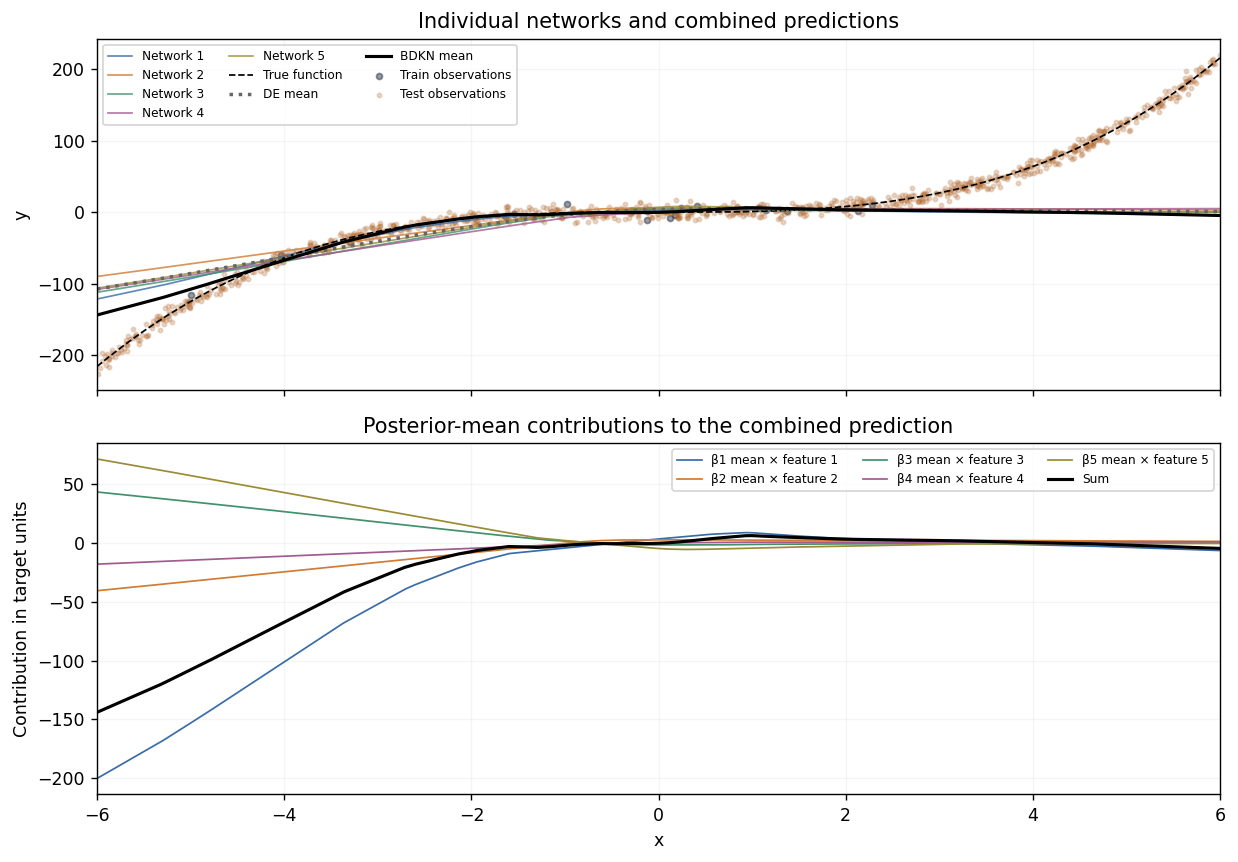 Individual networks and combined predictions
Network 1
Network 2
Network 3
Network 4
Network 5
True function
DE mean
BDKN mean
Train observations
Test observations
y
200
100
0
−100
−200
Posterior-mean contributions to the combined prediction
β1 mean × feature 1
β2 mean × feature 2
β3 mean × feature 3
β4 mean × feature 4
β5 mean × feature 5
Sum
Contribution in target units
50
0
−50
−100
−150
−200
−6 −4 −2 0 2 4 6
x